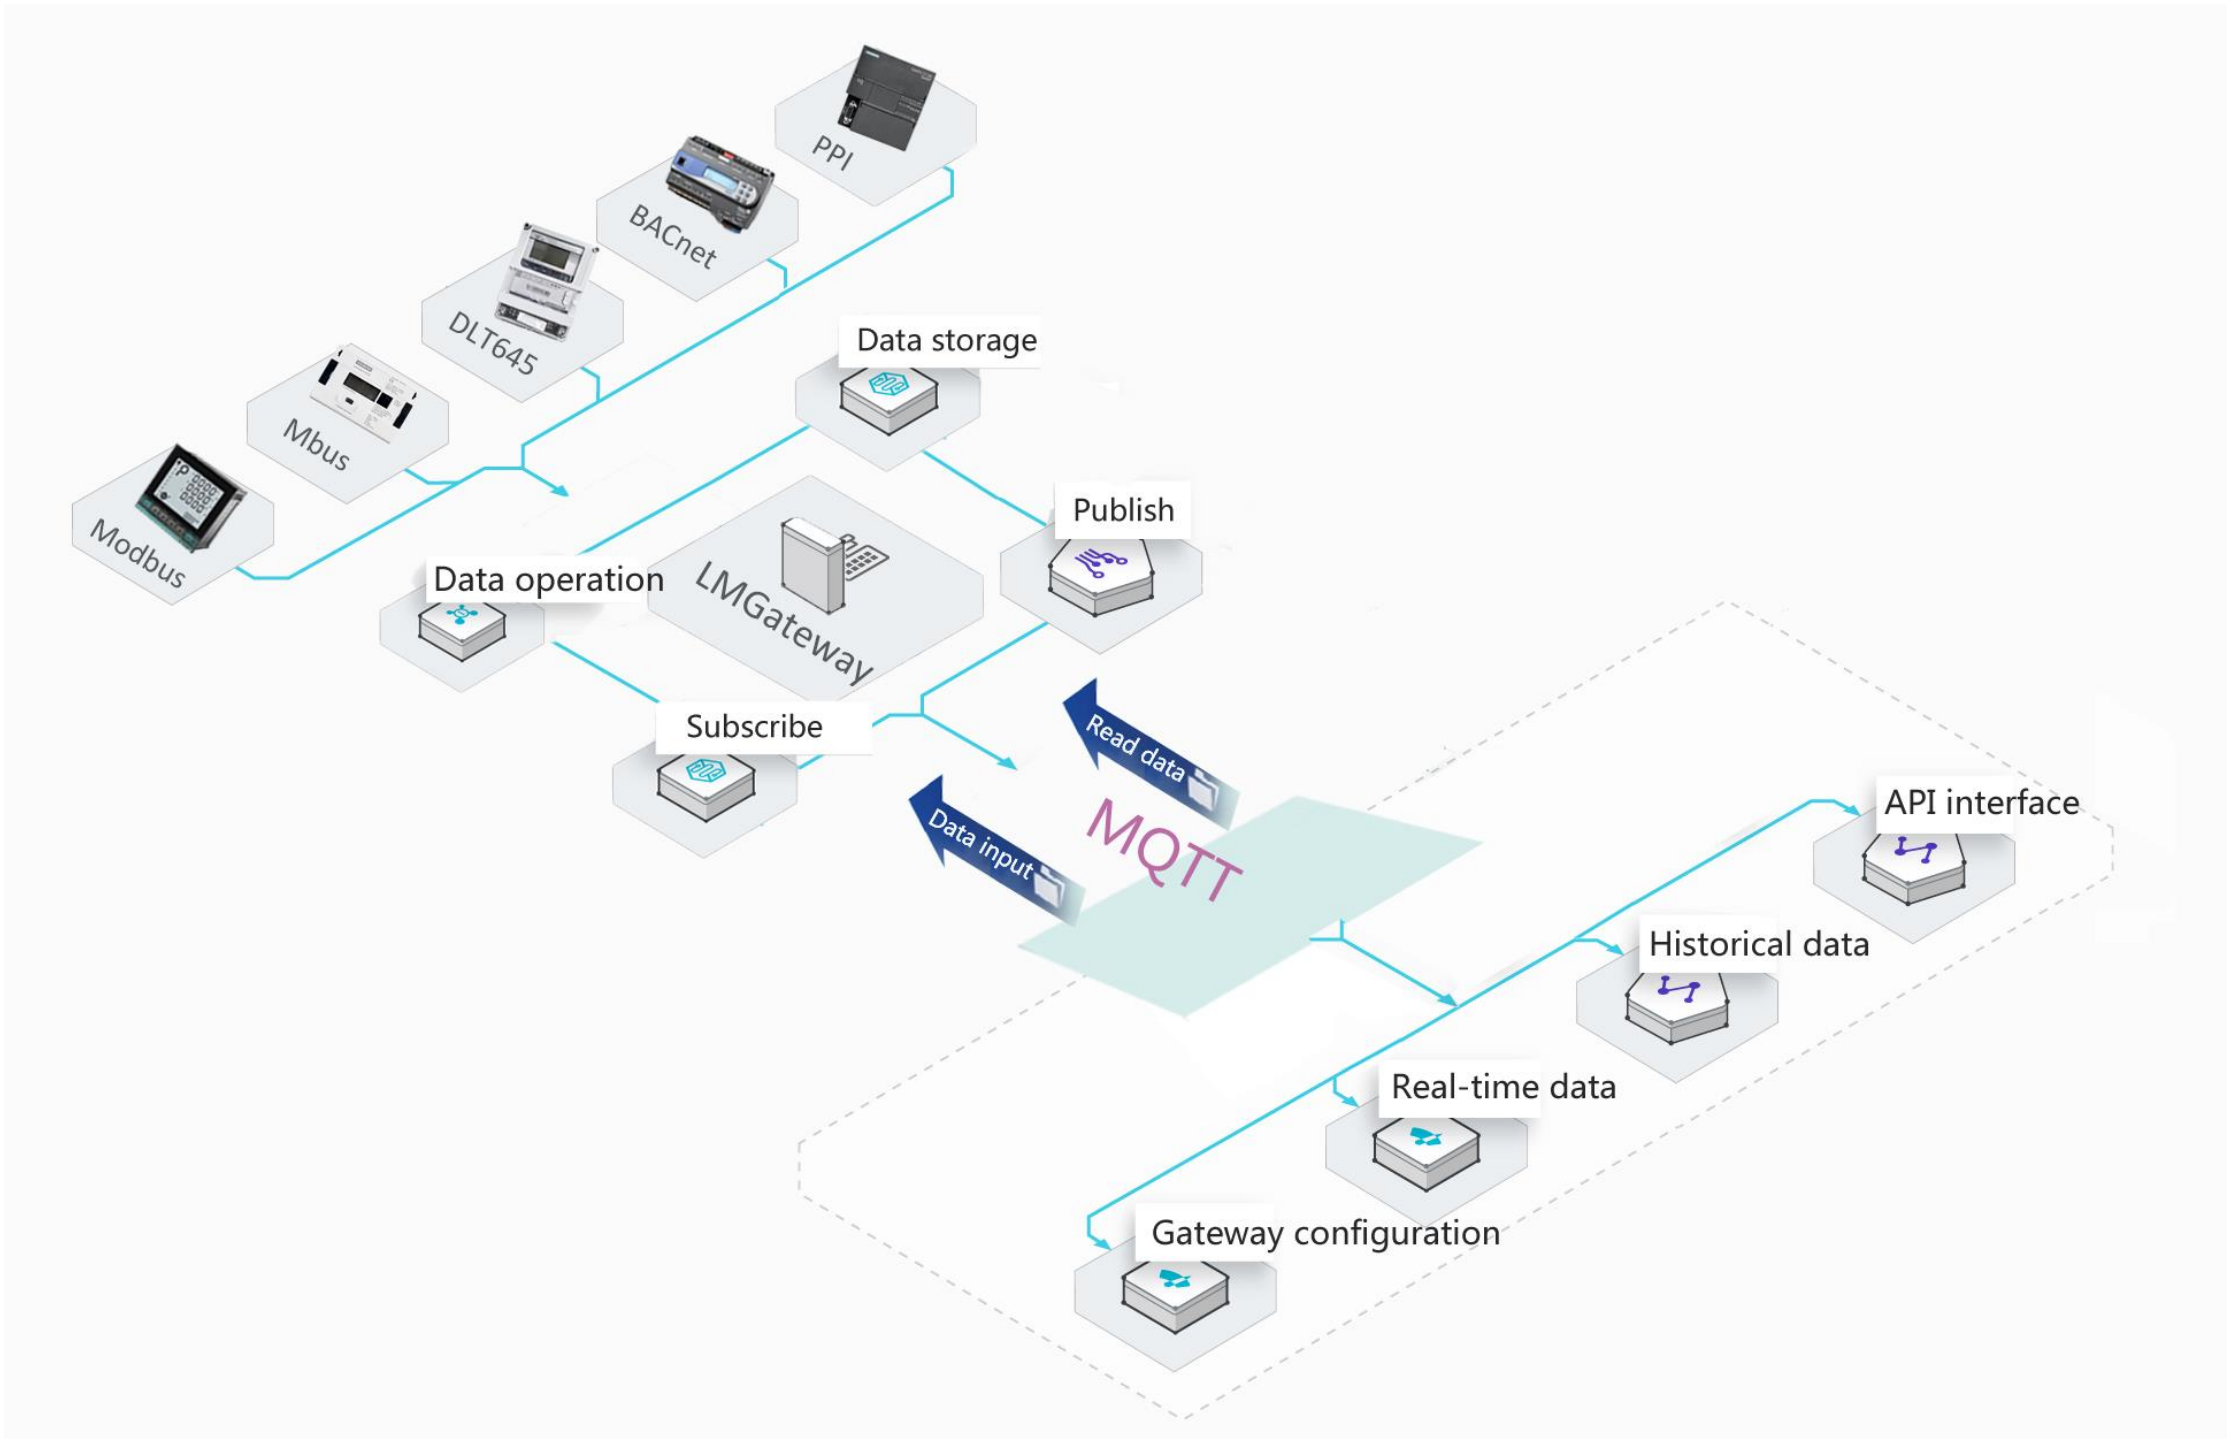 PPI
BACnet
DLT645
Mbus
Modbus
Data storage
Publish
Data operation
LMGateway
Subscribe
Read data
Data input
MQTT
API interface
Historical data
Real-time data
Gateway configuration